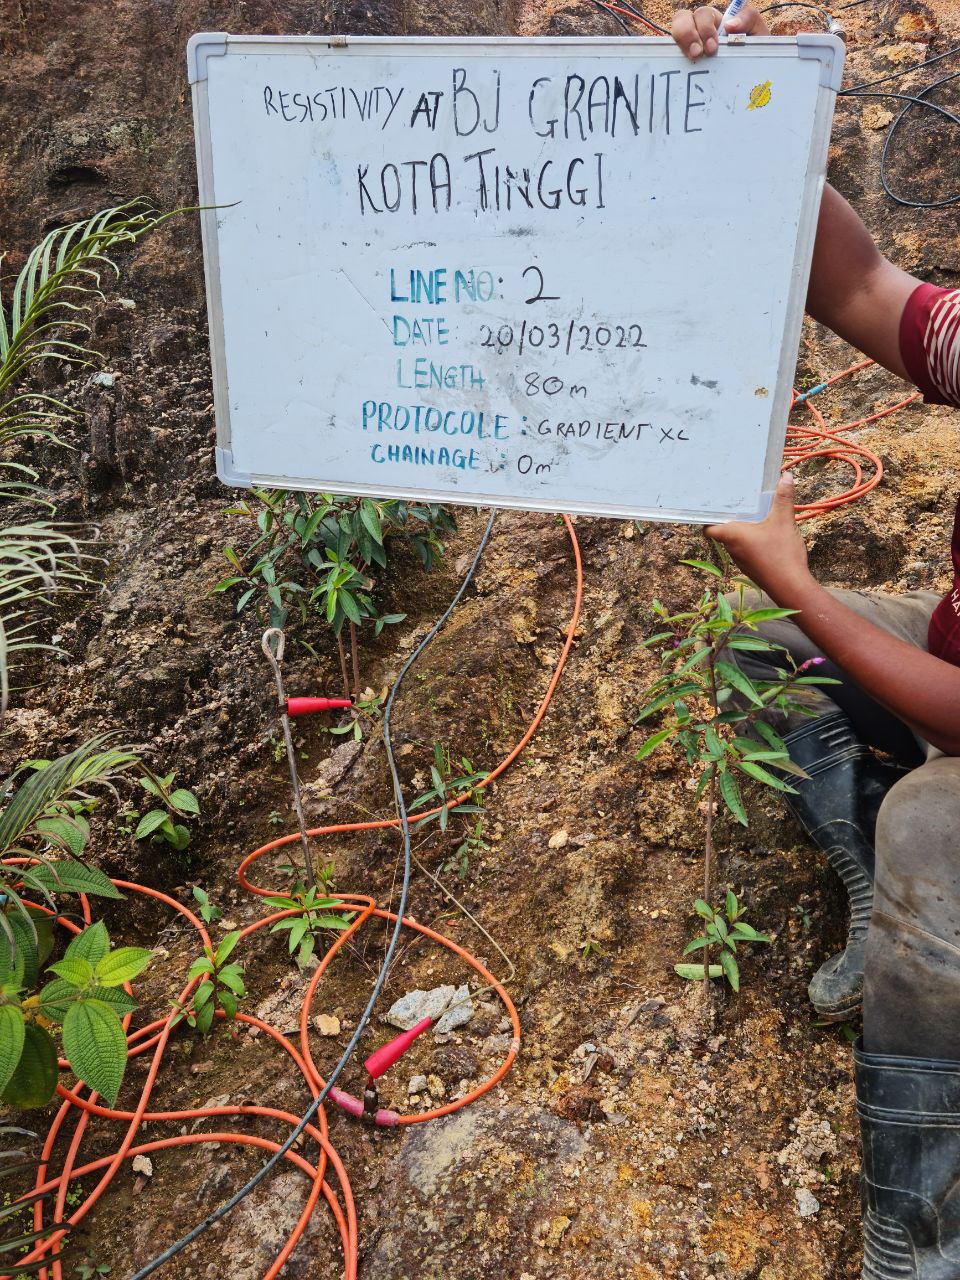 RESISTIVITY AT BJ GRANITE
KOTA TINGGI
LINE NO: 2
DATE: 20/03/2022
LENGTH: 80m
PROTOCOLE: GRADIENT XL
CHAINAGE: 0m